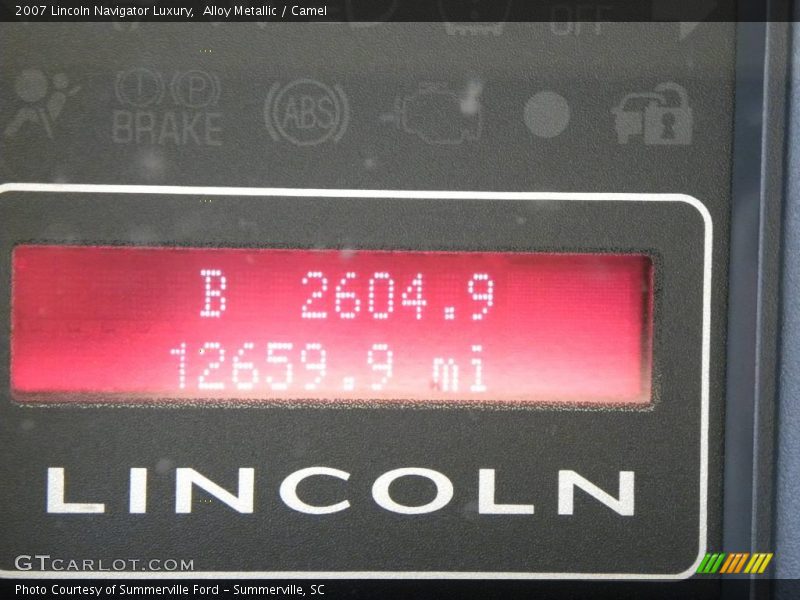 2007 Lincoln Navigator Luxury,  Alloy Metallic / Camel
OFF
BRAKE
ABS
B 2604.9
12659.9 mi
LINCOLN
GTCARLOT.COM
Photo Courtesy of Summerville Ford - Summerville, SC